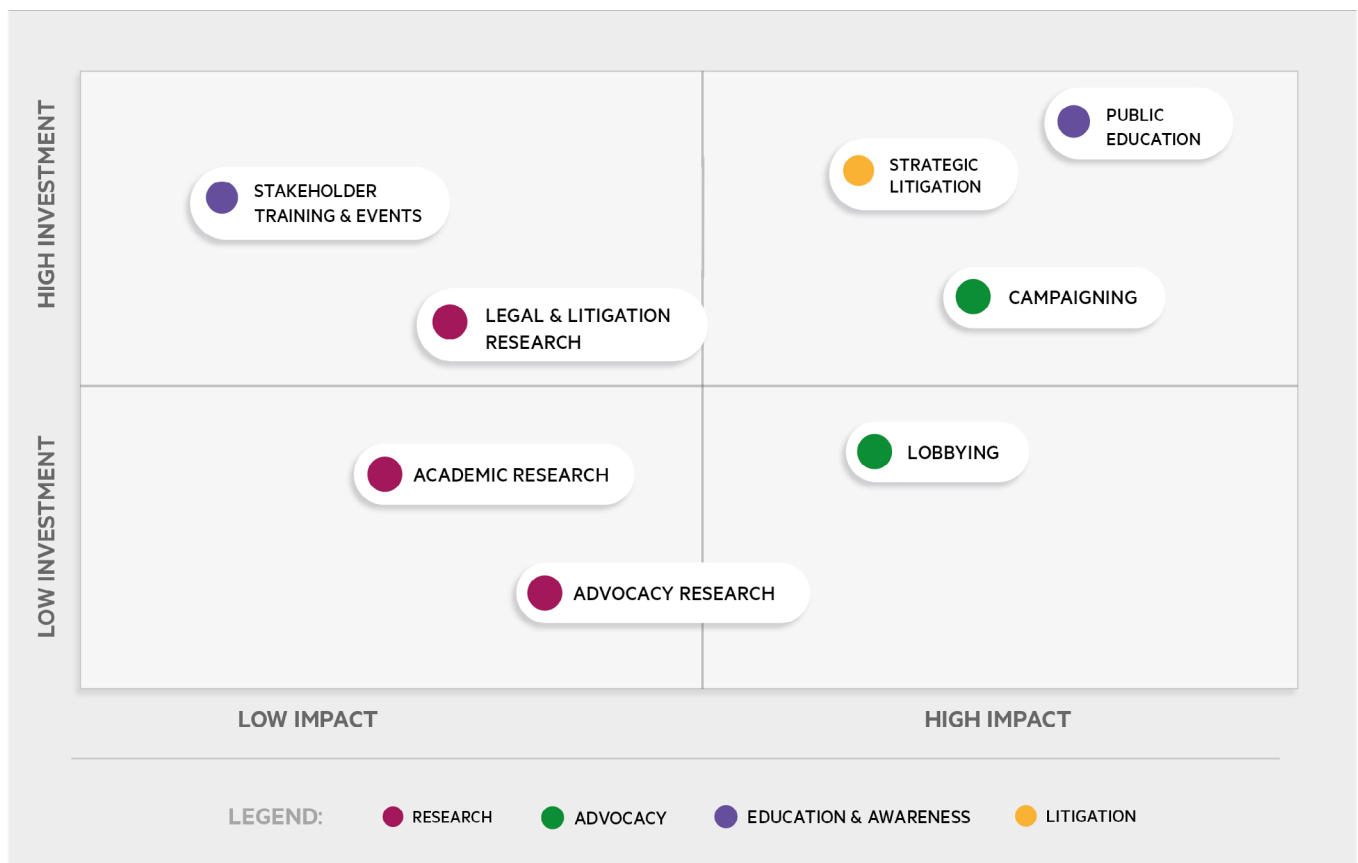 HIGH INVESTMENT
LOW INVESTMENT
PUBLIC
EDUCATION
STRATEGIC
LITIGATION
STAKEHOLDER
TRAINING & EVENTS
CAMPAIGNING
LEGAL & LITIGATION
RESEARCH
LOBBYING
ACADEMIC RESEARCH
ADVOCACY RESEARCH
LOW IMPACT
HIGH IMPACT
LEGEND:
RESEARCH
ADVOCACY
EDUCATION & AWARENESS
LITIGATION